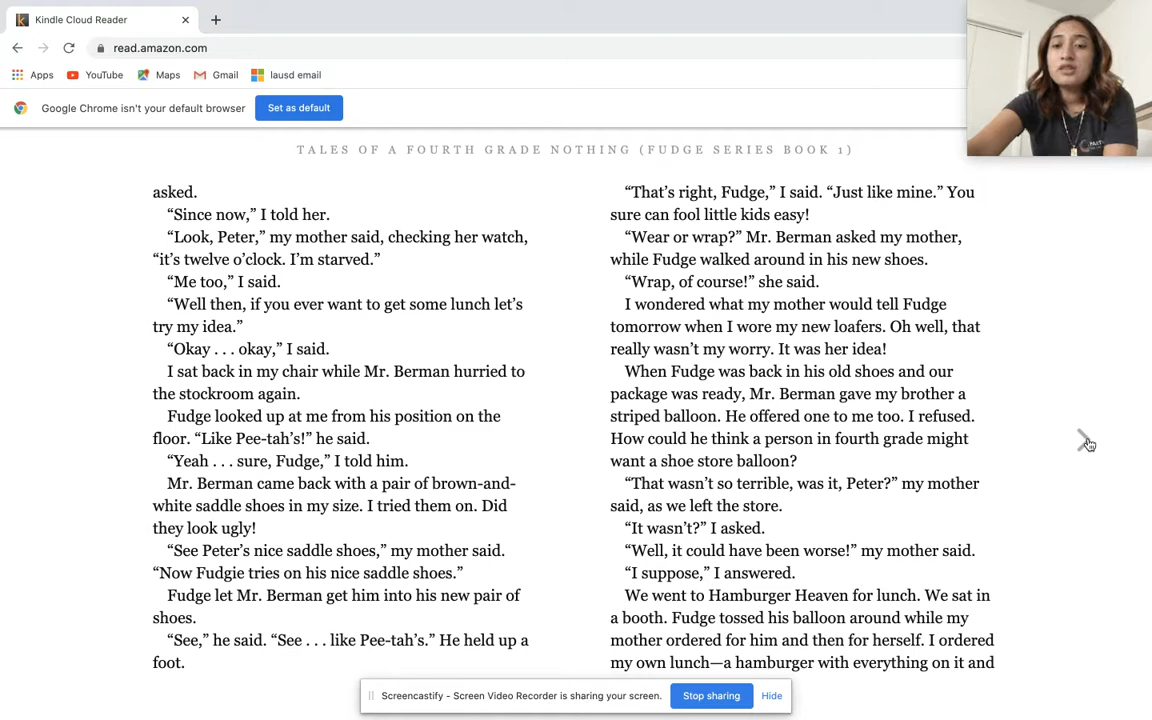 Kindle Cloud Reader
read.amazon.com
Apps
YouTube
Maps
Gmail
lausd email
Google Chrome isn't your default browser
Set as default
TALES OF A FOURTH GRADE NOTHING (FUDGE SERIES BOOK 1)
asked.
“Since now,” I told her.
“Look, Peter,” my mother said, checking her watch,
“it’s twelve o’clock. I’m starved.”
“Me too,” I said.
“Well then, if you ever want to get some lunch let’s
try my idea.”
“Okay . . . okay,” I said.
I sat back in my chair while Mr. Berman hurried to
the stockroom again.
Fudge looked up at me from his position on the
floor. “Like Pee-tah’s!” he said.
“Yeah . . . sure, Fudge,” I told him.
Mr. Berman came back with a pair of brown-and-
white saddle shoes in my size. I tried them on. Did
they look ugly!
“See Peter’s nice saddle shoes,” my mother said.
“Now Fudgie tries on his nice saddle shoes.”
Fudge let Mr. Berman get him into his new pair of
shoes.
“See,” he said. “See . . . like Pee-tah’s.” He held up a
foot.
“That’s right, Fudge,” I said. “Just like mine.” You
sure can fool little kids easy!
“Wear or wrap?” Mr. Berman asked my mother,
while Fudge walked around in his new shoes.
“Wrap, of course!” she said.
I wondered what my mother would tell Fudge
tomorrow when I wore my new loafers. Oh well, that
really wasn’t my worry. It was her idea!
When Fudge was back in his old shoes and our
package was ready, Mr. Berman gave my brother a
striped balloon. He offered one to me too. I refused.
How could he think a person in fourth grade might
want a shoe store balloon?
“That wasn’t so terrible, was it, Peter?” my mother
said, as we left the store.
“It wasn’t?” I asked.
“Well, it could have been worse!” my mother said.
“I suppose,” I answered.
We went to Hamburger Heaven for lunch. We sat in
a booth. Fudge tossed his balloon around while my
mother ordered for him and then for herself. I ordered
my own lunch—a hamburger with everything on it and
Screencastify - Screen Video Recorder is sharing your screen.
Stop sharing
Hide